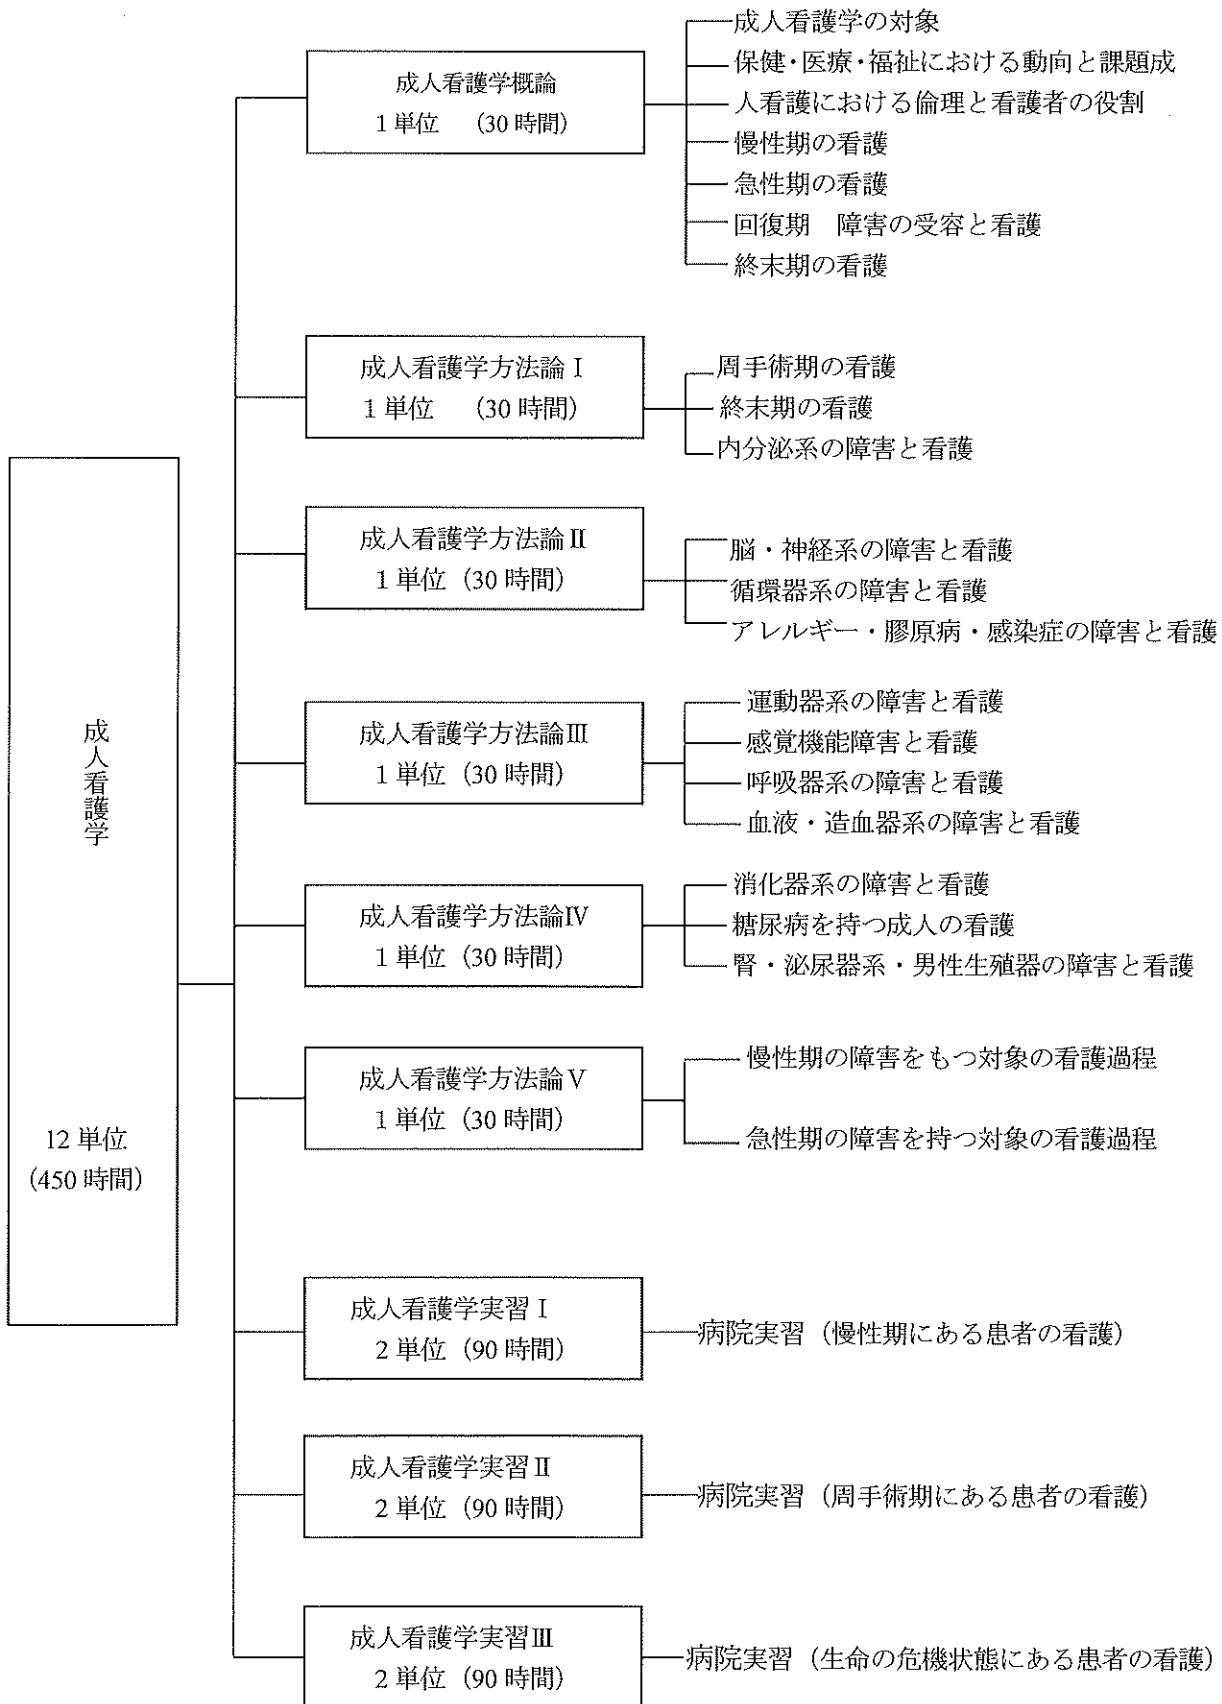 成人看護学
12単位
(450時間)
成人看護学概論
1単位 (30時間)
成人看護学の対象
保健・医療・福祉における動向と課題成
人看護における倫理と看護者の役割
慢性期の看護
急性期の看護
回復期 障害の受容と看護
終末期の看護
成人看護学方法論Ⅰ
1単位 (30時間)
周手術期の看護
終末期の看護
内分泌系の障害と看護
成人看護学方法論Ⅱ
1単位(30時間)
脳・神経系の障害と看護
循環器系の障害と看護
アレルギー・膠原病・感染症の障害と看護
成人看護学方法論Ⅲ
1単位(30時間)
運動器系の障害と看護
感覚機能障害と看護
呼吸器系の障害と看護
血液・造血器系の障害と看護
成人看護学方法論Ⅳ
1単位(30時間)
消化器系の障害と看護
糖尿病を持つ成人の看護
腎・泌尿器系・男性生殖器の障害と看護
成人看護学方法論Ⅴ
1単位(30時間)
慢性期の障害をもつ対象の看護過程
急性期の障害を持つ対象の看護過程
成人看護学実習Ⅰ
2単位(90時間)
病院実習(慢性期にある患者の看護)
成人看護学実習Ⅱ
2単位(90時間)
病院実習(周手術期にある患者の看護)
成人看護学実習Ⅲ
2単位(90時間)
病院実習(生命の危機状態にある患者の看護)